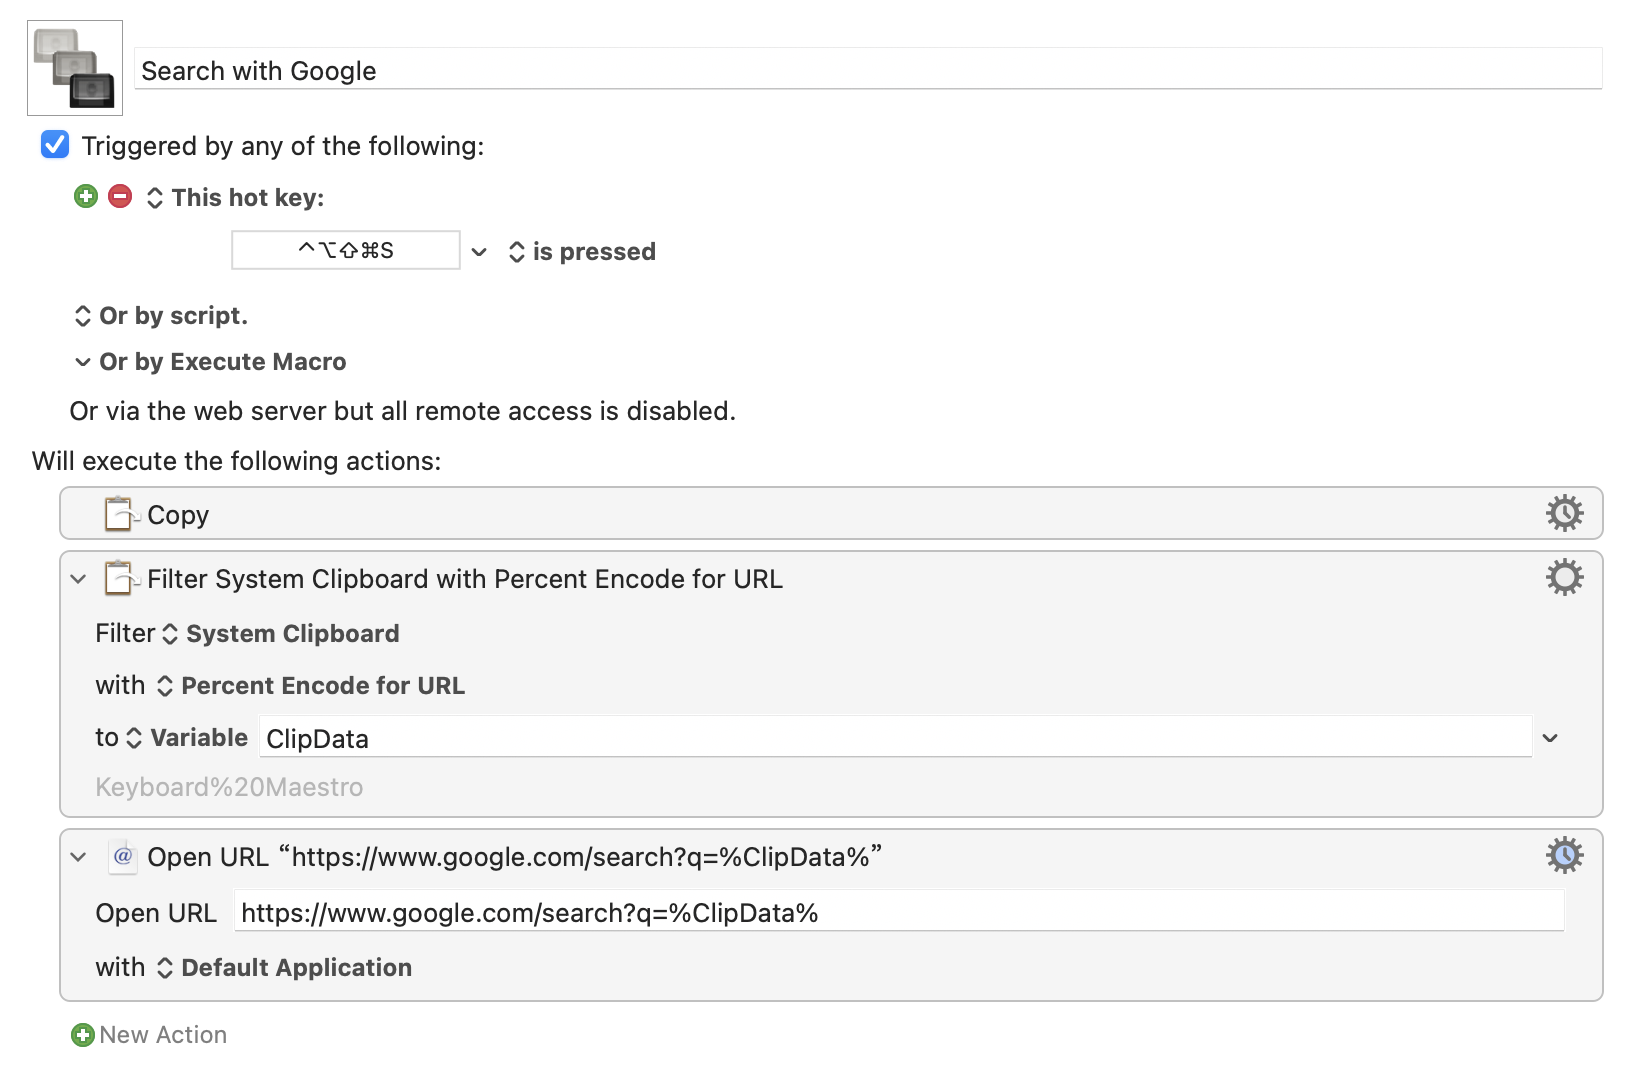 Search with Google
Triggered by any of the following:
This hot key:
^⌥⇧⌘S is pressed
Or by script.
Or by Execute Macro
Or via the web server but all remote access is disabled.
Will execute the following actions:
Copy
Filter System Clipboard with Percent Encode for URL
Filter System Clipboard
with Percent Encode for URL
to Variable ClipData
Keyboard%20Maestro
@ Open URL “https://www.google.com/search?q=%ClipData%”
Open URL https://www.google.com/search?q=%ClipData%
with Default Application
New Action